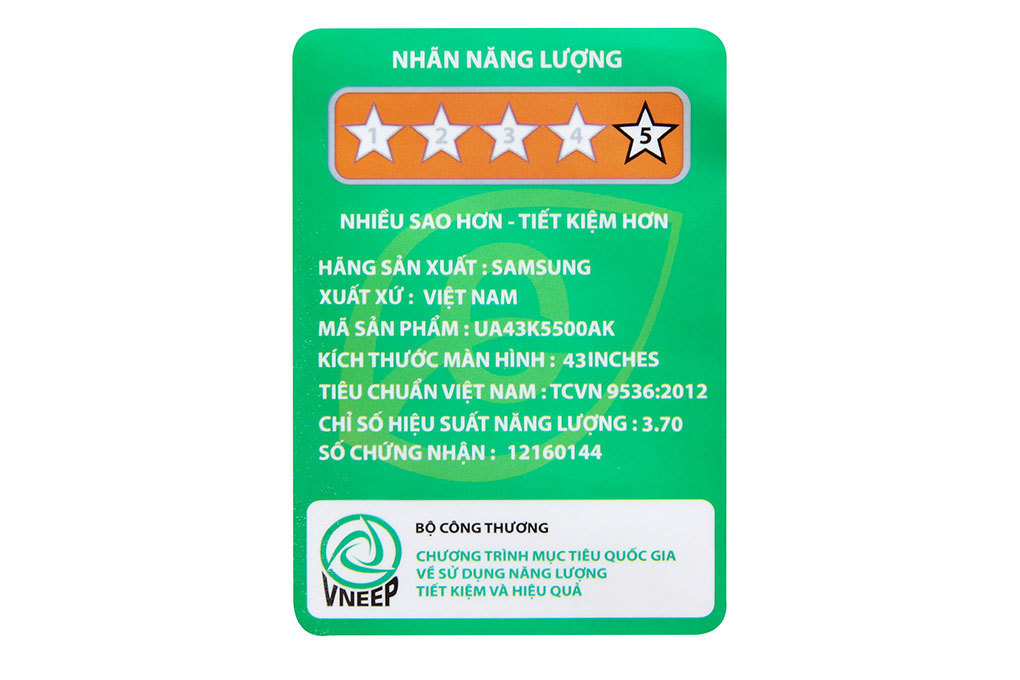 NHÃN NĂNG LƯỢNG
1 2 3 4 5
NHIỀU SAO HƠN - TIẾT KIỆM HƠN
HÃNG SẢN XUẤT : SAMSUNG
XUẤT XỨ : VIỆT NAM
MÃ SẢN PHẨM : UA43K5500AK
KÍCH THƯỚC MÀN HÌNH : 43INCHES
TIÊU CHUẨN VIỆT NAM : TCVN 9536:2012
CHỈ SỐ HIỆU SUẤT NĂNG LƯỢNG : 3.70
SỐ CHỨNG NHẬN : 12160144
BỘ CÔNG THƯƠNG
CHƯƠNG TRÌNH MỤC TIÊU QUỐC GIA
VỀ SỬ DỤNG NĂNG LƯỢNG
TIẾT KIỆM VÀ HIỆU QUẢ
VNEEP